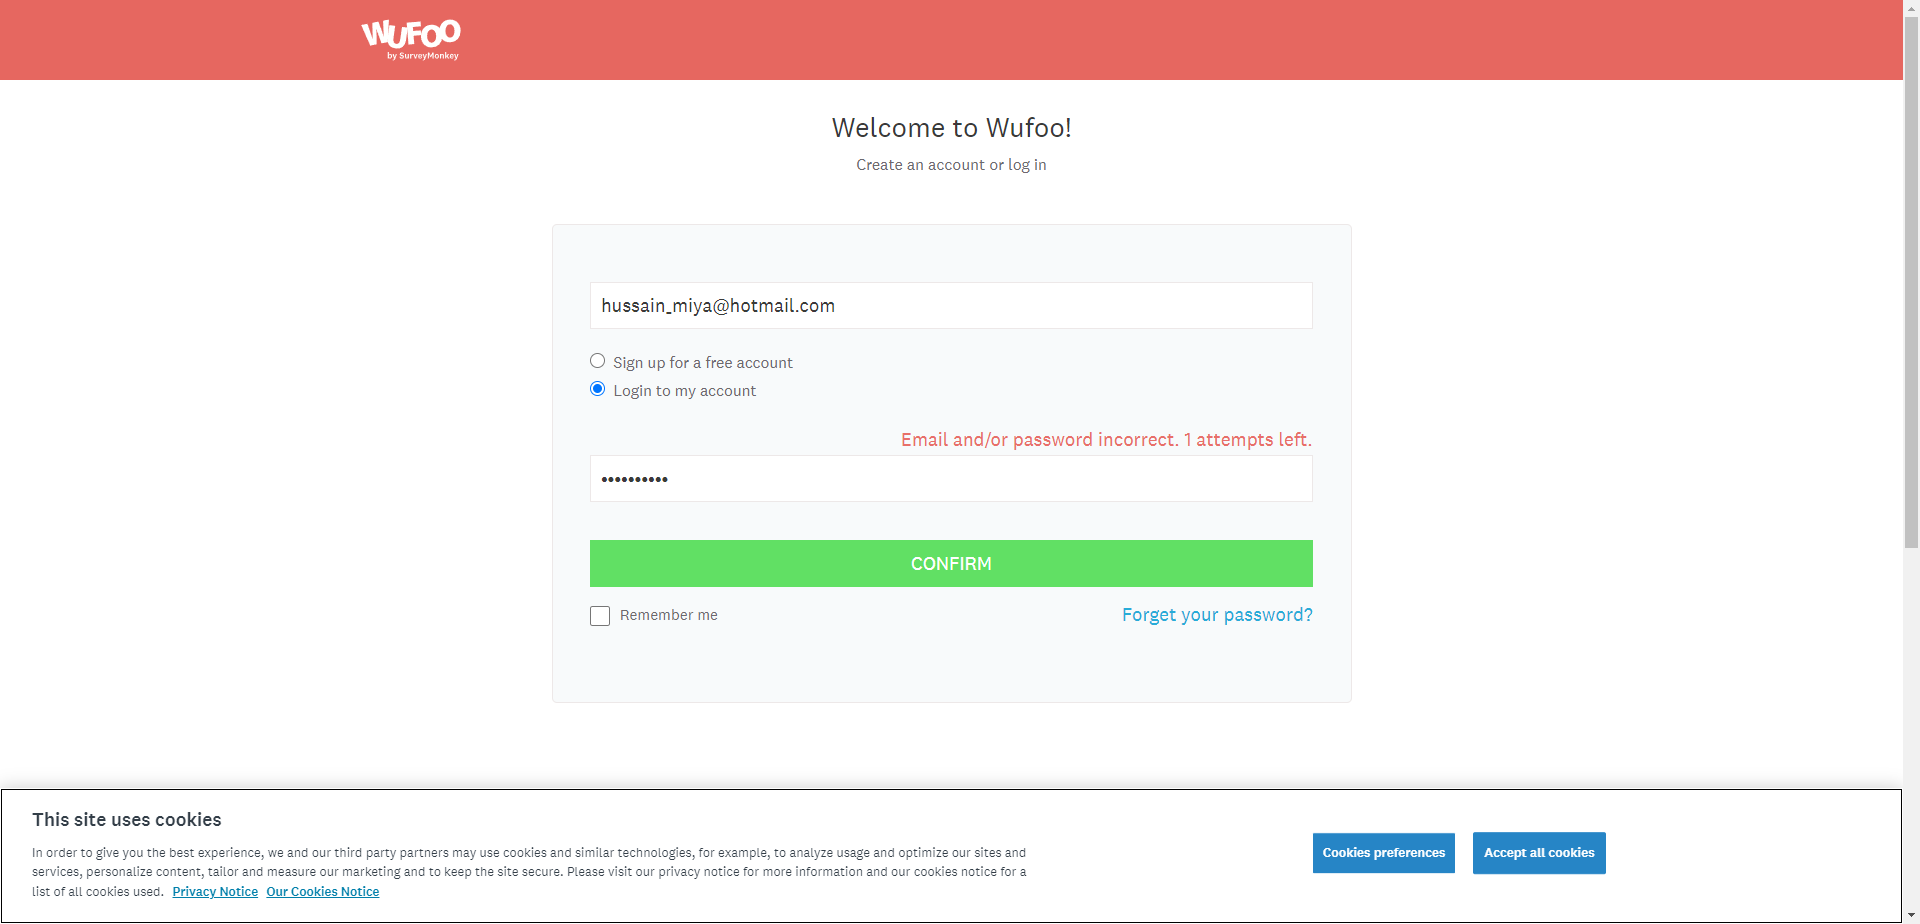 WUFOO
by SurveyMonkey
Welcome to Wufoo!
Create an account or log in
hussain_miya@hotmail.com
Sign up for a free account
Login to my account
Email and/or password incorrect. 1 attempts left.
••••••••••
CONFIRM
Remember me
Forget your password?
This site uses cookies
In order to give you the best experience, we and our third party partners may use cookies and similar technologies, for example, to analyze usage and optimize our sites and
services, personalize content, tailor and measure our marketing and to keep the site secure. Please visit our privacy notice for more information and our cookies notice for a
list of all cookies used. Privacy Notice Our Cookies Notice
Cookies preferences
Accept all cookies